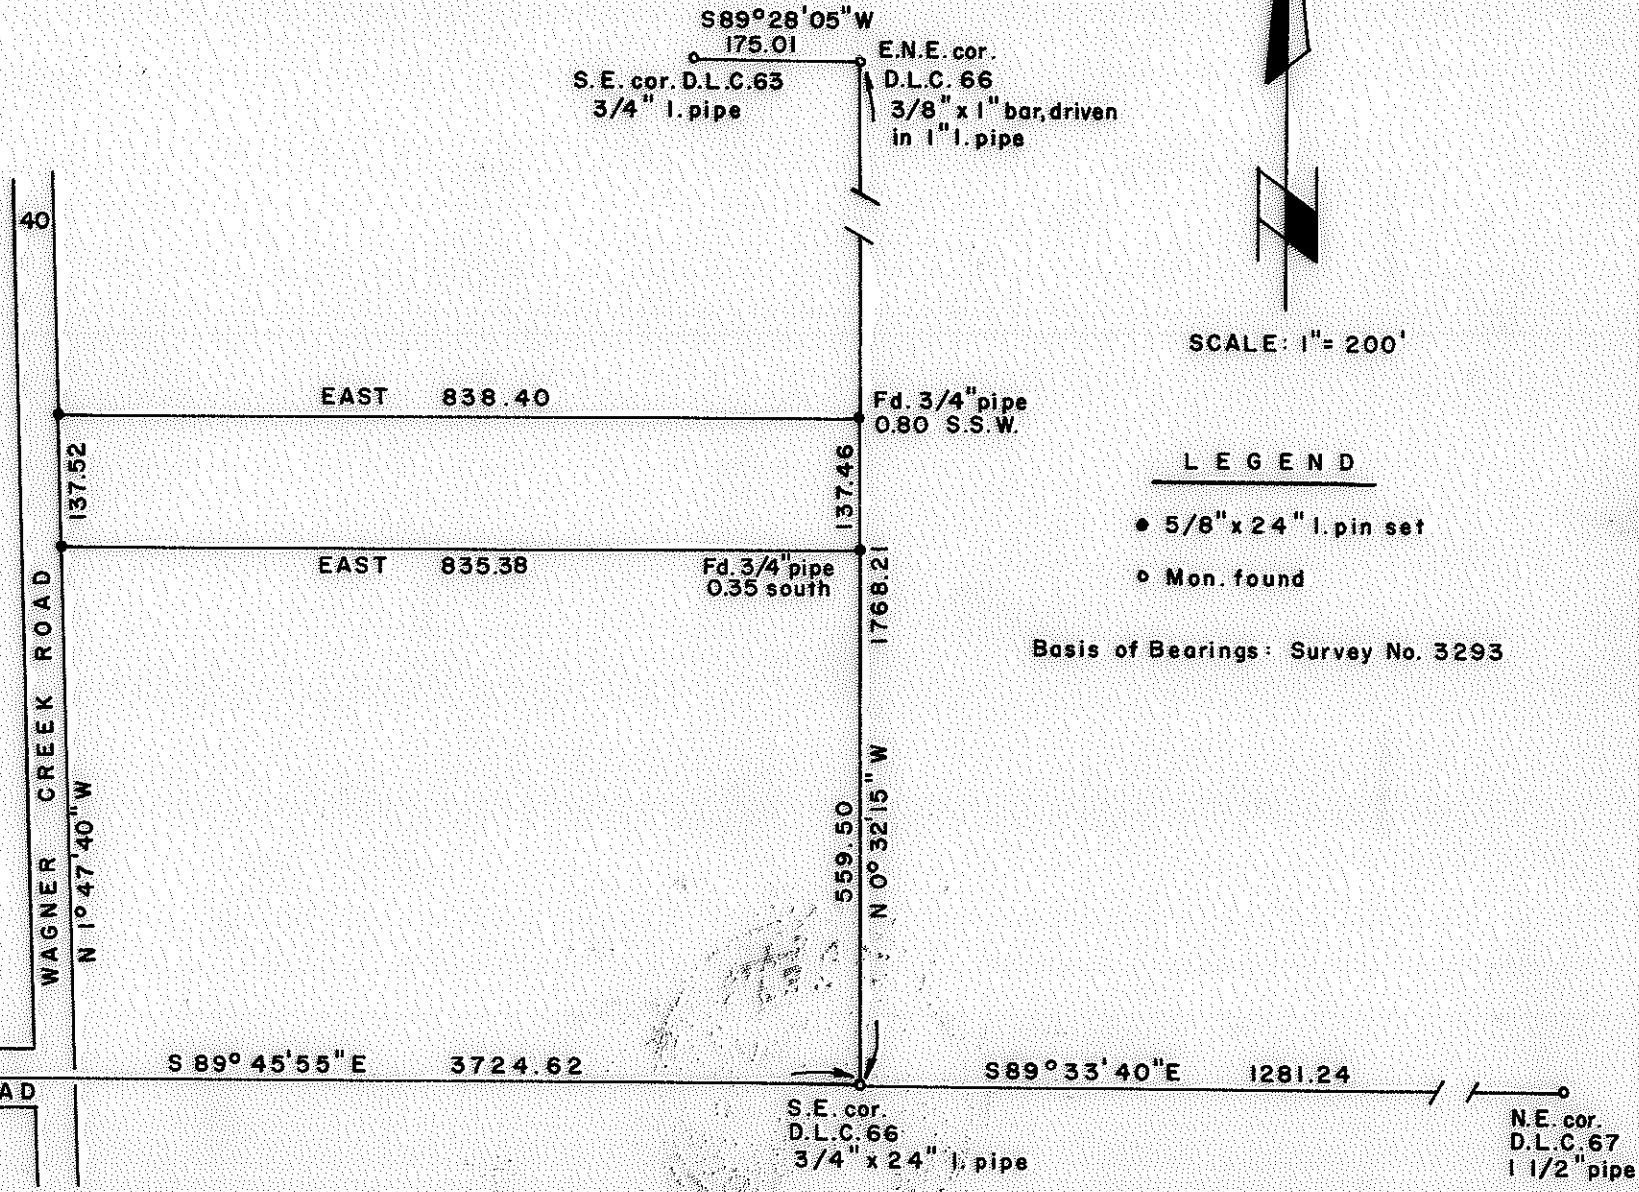 S89°28'05"W
175.01
E.N.E. cor.
D.L.C. 66
3/8" x 1" bar, driven
in 1" I. pipe
S.E. cor. D.L.C. 63
3/4" I. pipe
40
SCALE: 1" = 200'
EAST 838.40
Fd. 3/4" pipe
0.80 S.S.W.
137.52
137.46
LEGEND
5/8" x 24" I. pin set
Mon. found
EAST 835.38
Fd. 3/4" pipe
0.35 south
1768.21
Basis of Bearings: Survey No. 3293
WAGNER CREEK ROAD
N 1° 47' 40" W
559.50
N 0° 32' 15" W
S 89° 45' 55" E 3724.62
S89° 33' 40" E 1281.24
AD
S.E. cor.
D.L.C. 66
3/4" x 24" I. pipe
N.E. cor.
D.L.C. 67
1 1/2" pipe